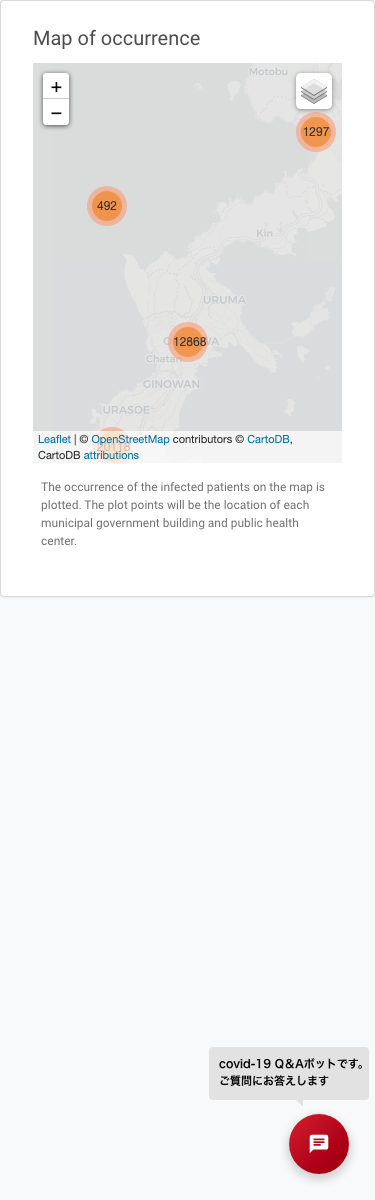 Map of occurrence
Motobu
+
−
1297
492
Kin
URUMA
12868
Chatan
GINOWAN
URASOE
Leaflet | © OpenStreetMap contributors © CartoDB,
CartoDB attributions
The occurrence of the infected patients on the map is
plotted. The plot points will be the location of each
municipal government building and public health
center.
covid-19 Q&Aボットです。
ご質問にお答えします